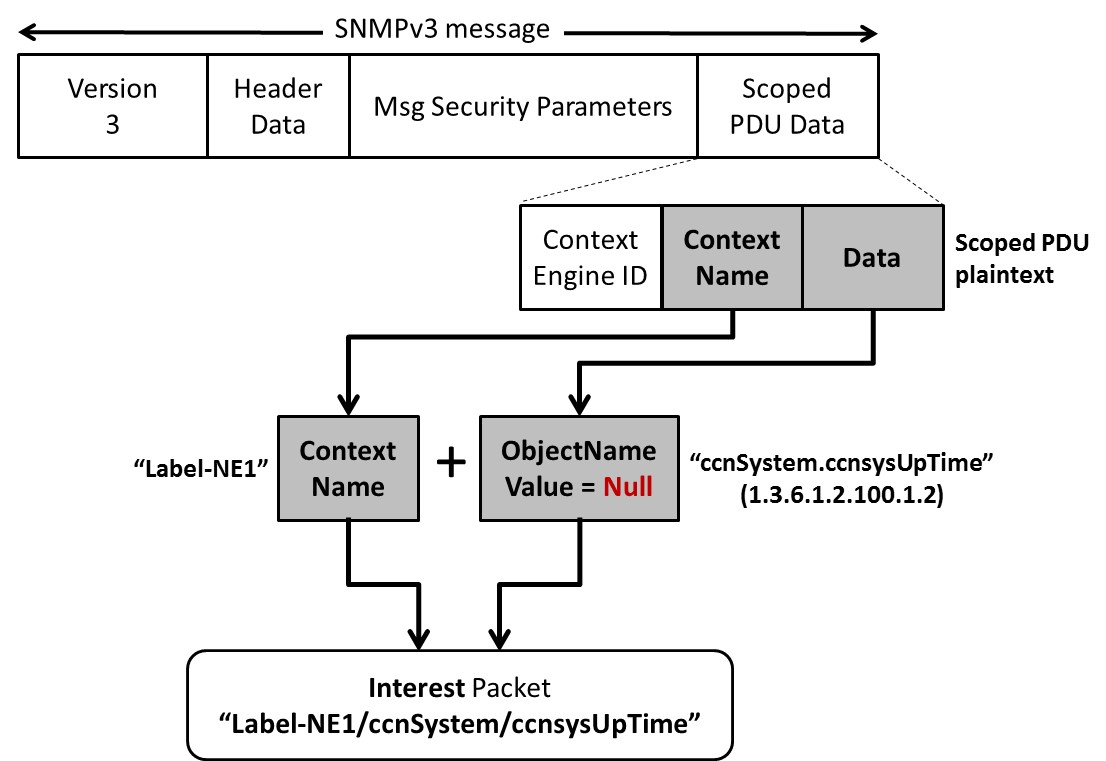 SNMPv3 message
Version
3
Header
Data
Msg Security Parameters
Scoped
PDU Data
Context
Engine ID
Context
Name
Data
Scoped PDU
plaintext
“Label-NE1”
Context
Name
+
ObjectName
Value = Null
“ccnSystem.ccnsysUpTime”
(1.3.6.1.2.100.1.2)
Interest Packet
“Label-NE1/ccnSystem/ccnsysUpTime”